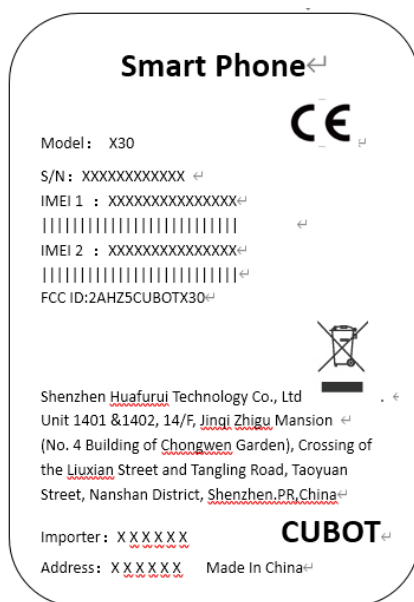 Smart Phone
CE
Model： X30
S/N：XXXXXXXXXXXX
IMEI 1 ：XXXXXXXXXXXXXXX
||||||||||||||||||||||||||
IMEI 2 ：XXXXXXXXXXXXXXX
||||||||||||||||||||||||||
FCC ID:2AHZ5CUBOTX30
Shenzhen Huafurui Technology Co., Ltd .
Unit 1401 &1402, 14/F, Jinqi Zhigu Mansion
(No. 4 Building of Chongwen Garden), Crossing of
the Liuxian Street and Tangling Road, Taoyuan
Street, Nanshan District, Shenzhen.PR,China
Importer：X X X X X X CUBOT
Address：X X X X X X Made In China